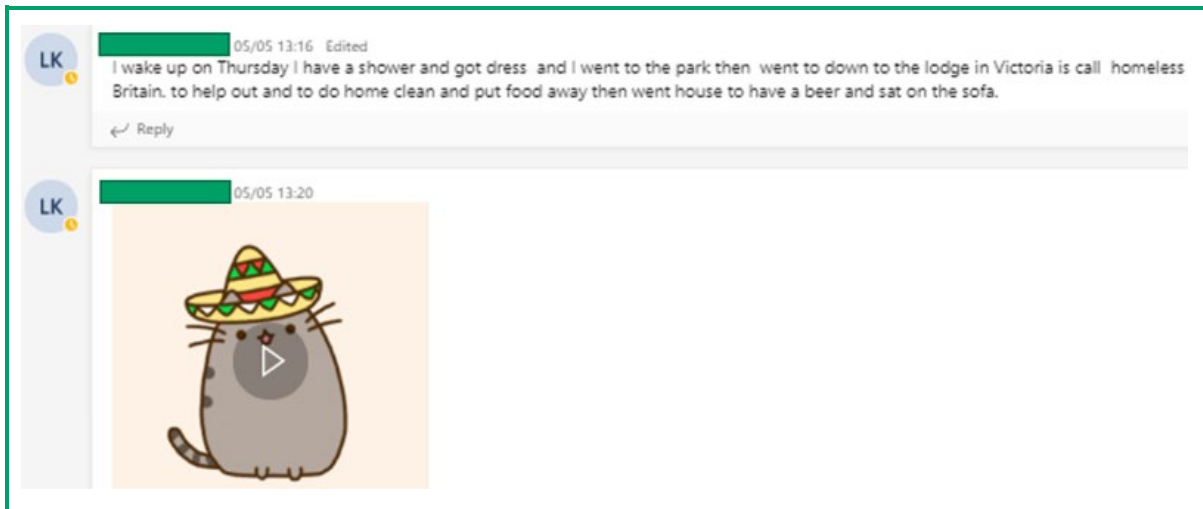 LK
05/05 13:16 Edited
I wake up on Thursday I have a shower and got dress and I went to the park then went to down to the lodge in Victoria is call homeless
Britain. to help out and to do home clean and put food away then went house to have a beer and sat on the sofa.
Reply
LK
05/05 13:20